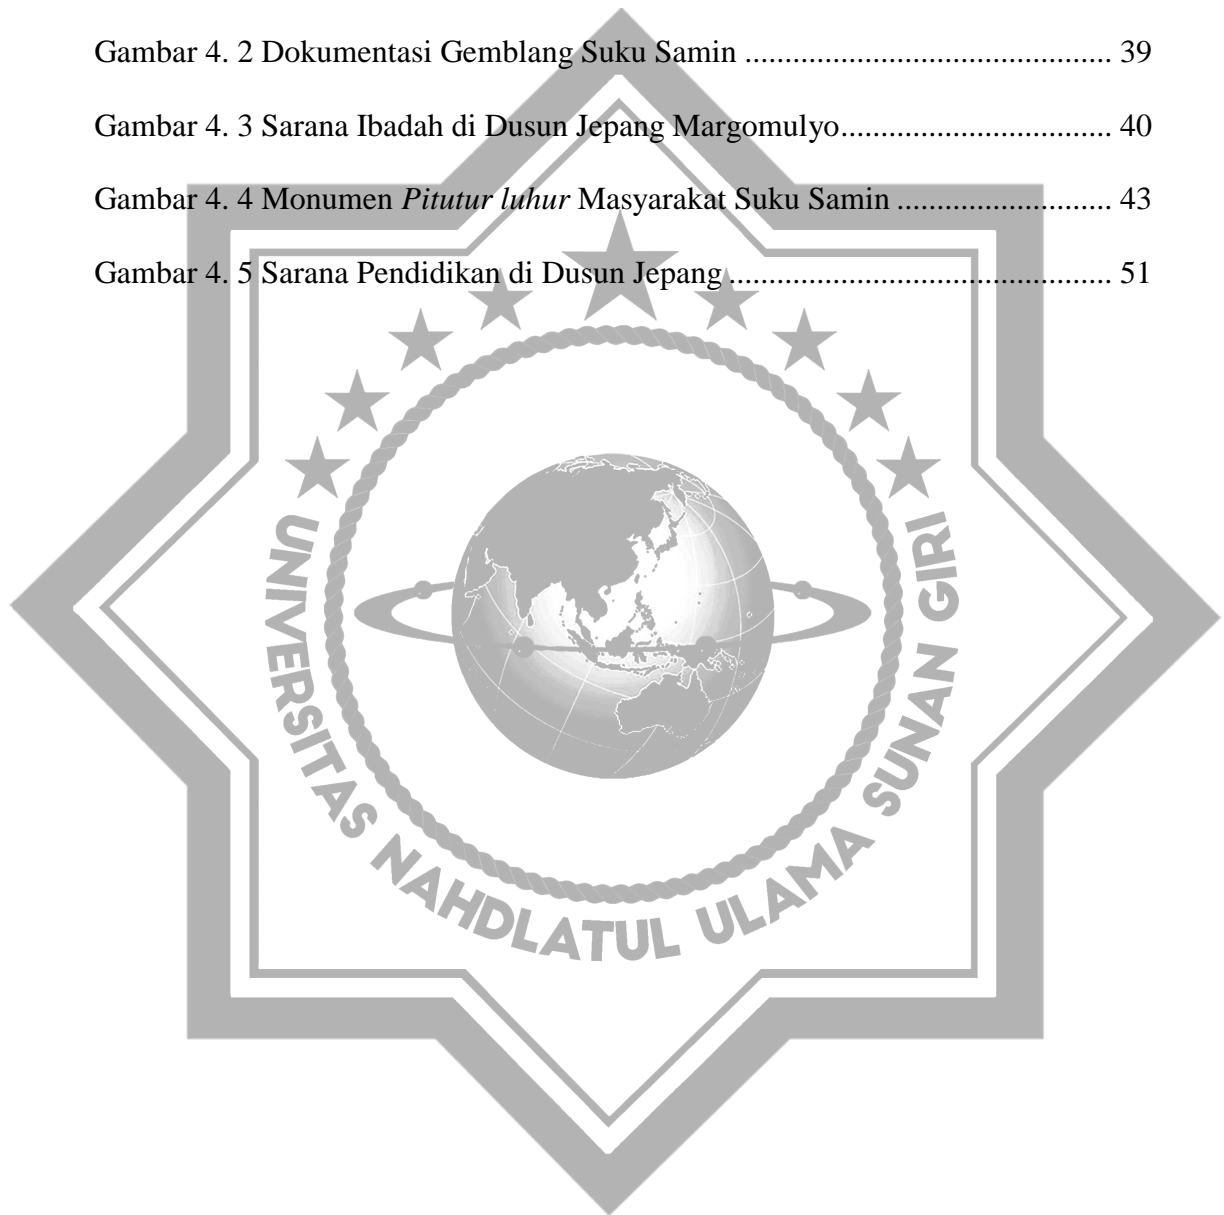 Gambar 4. 2 Dokumentasi Gemblang Suku Samin .............................................. 39
Gambar 4. 3 Sarana Ibadah di Dusun Jepang Margomulyo.................................. 40
Gambar 4. 4 Monumen Pitutur luhur Masyarakat Suku Samin ........................... 43
Gambar 4. 5 Sarana Pendidikan di Dusun Jepang ................................................ 51
UNIVERSITAS NAHDLATUL ULAMA SUNAN GIRI